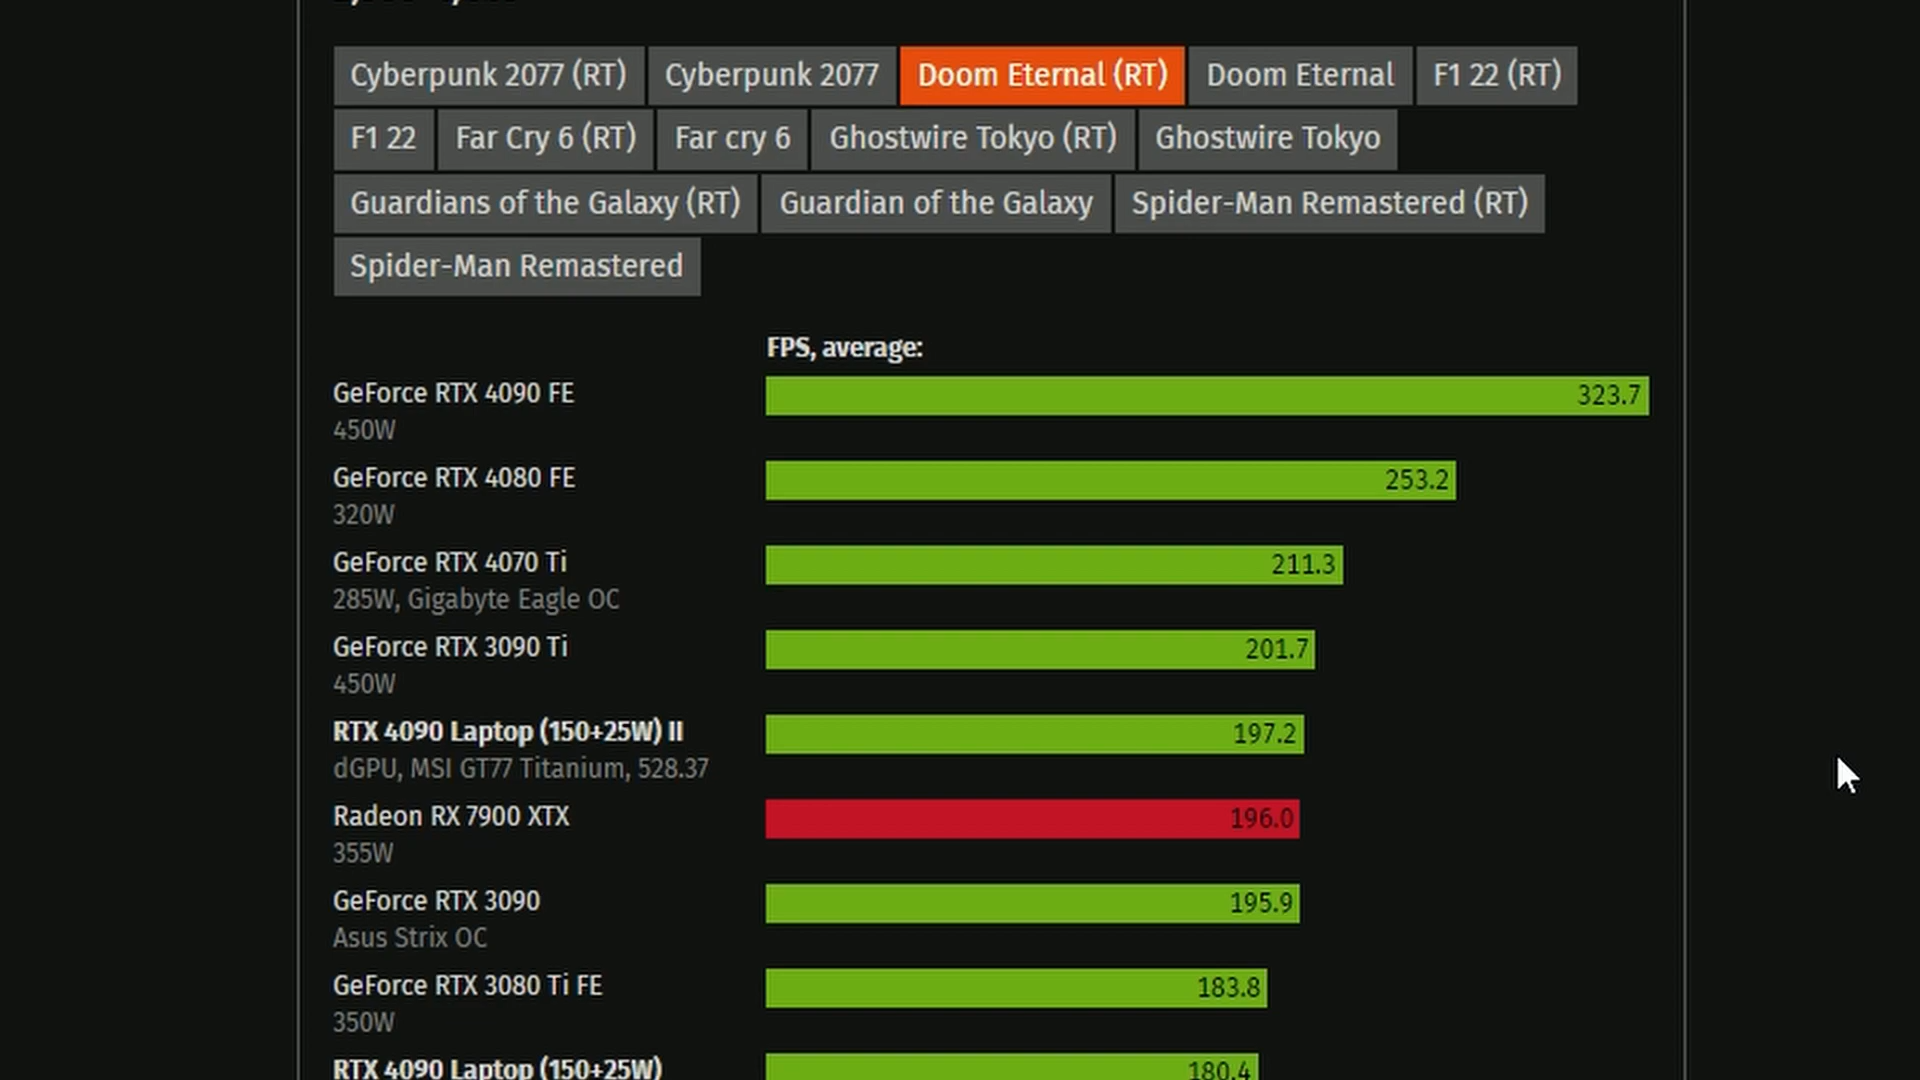 Cyberpunk 2077 (RT) Cyberpunk 2077 Doom Eternal (RT) Doom Eternal F1 22 (RT)
F1 22 Far Cry 6 (RT) Far cry 6 Ghostwire Tokyo (RT) Ghostwire Tokyo
Guardians of the Galaxy (RT) Guardian of the Galaxy Spider-Man Remastered (RT)
Spider-Man Remastered
FPS, average:
GeForce RTX 4090 FE 323.7
450W
GeForce RTX 4080 FE 253.2
320W
GeForce RTX 4070 Ti 211.3
285W, Gigabyte Eagle OC
GeForce RTX 3090 Ti 201.7
450W
RTX 4090 Laptop (150+25W) II 197.2
dGPU, MSI GT77 Titanium, 528.37
Radeon RX 7900 XTX 196.0
355W
GeForce RTX 3090 195.9
Asus Strix OC
GeForce RTX 3080 Ti FE 183.8
350W
RTX 4090 Laptop (150+25W) 180.4